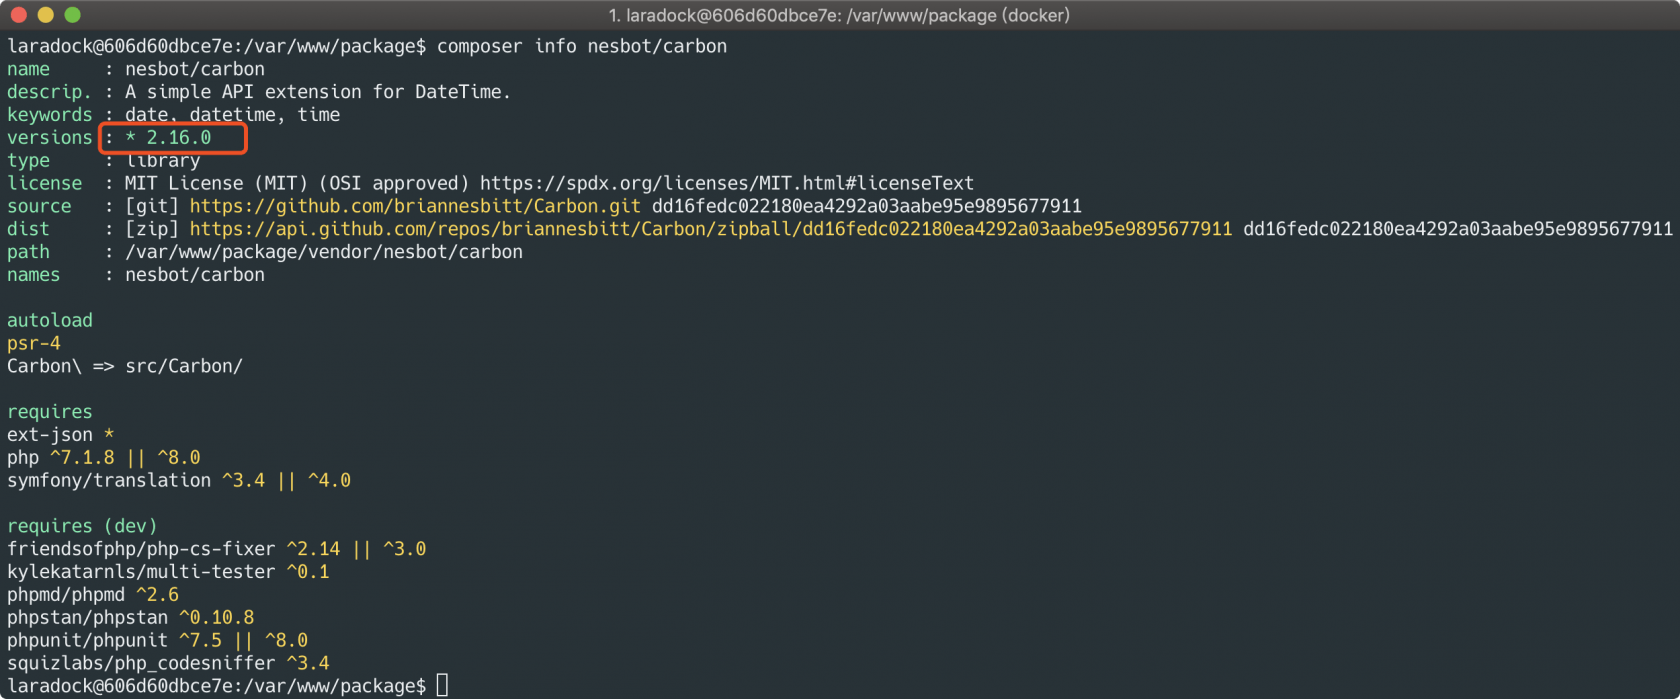 1. laradock@606d60dbce7e: /var/www/package (docker)
laradock@606d60dbce7e:/var/www/package$ composer info nesbot/carbon
name     : nesbot/carbon
descrip. : A simple API extension for DateTime.
keywords : date, datetime, time
versions : * 2.16.0
type     : library
license  : MIT License (MIT) (OSI approved) https://spdx.org/licenses/MIT.html#licenseText
source   : [git] https://github.com/briannesbitt/Carbon.git dd16fedc022180ea4292a03aabe95e9895677911
dist     : [zip] https://api.github.com/repos/briannesbitt/Carbon/zipball/dd16fedc022180ea4292a03aabe95e9895677911 dd16fedc022180ea4292a03aabe95e9895677911
path     : /var/www/package/vendor/nesbot/carbon
names    : nesbot/carbon
autoload
psr-4
Carbon\ => src/Carbon/
requires
ext-json *
php ^7.1.8 || ^8.0
symfony/translation ^3.4 || ^4.0
requires (dev)
friendsofphp/php-cs-fixer ^2.14 || ^3.0
kylekatarnls/multi-tester ^0.1
phpmd/phpmd ^2.6
phpstan/phpstan ^0.10.8
phpunit/phpunit ^7.5 || ^8.0
squizlabs/php_codesniffer ^3.4
laradock@606d60dbce7e:/var/www/package$